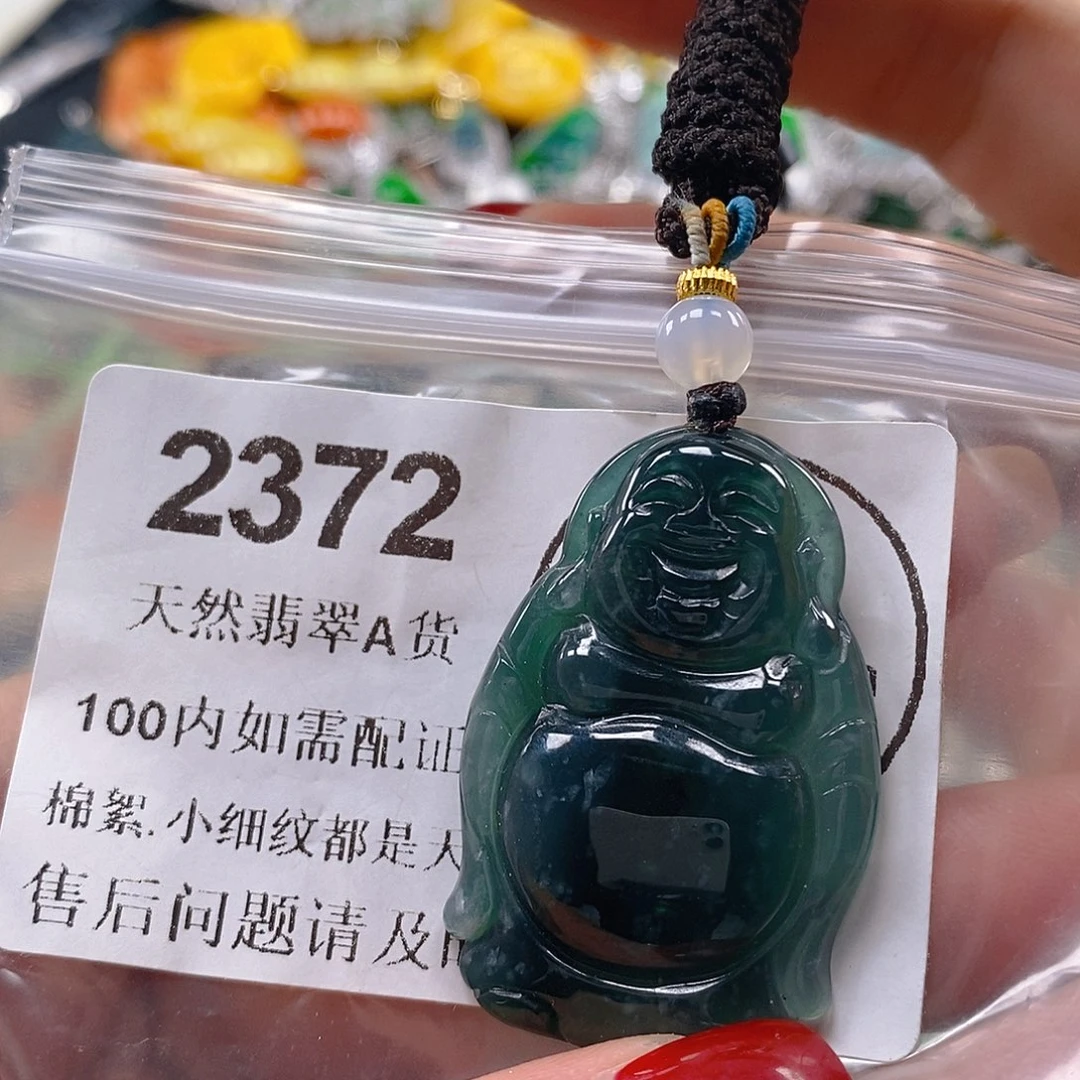 2372
天然翡翠A货
100内如需配证
棉絮.小细纹都是天
售后问题请及时